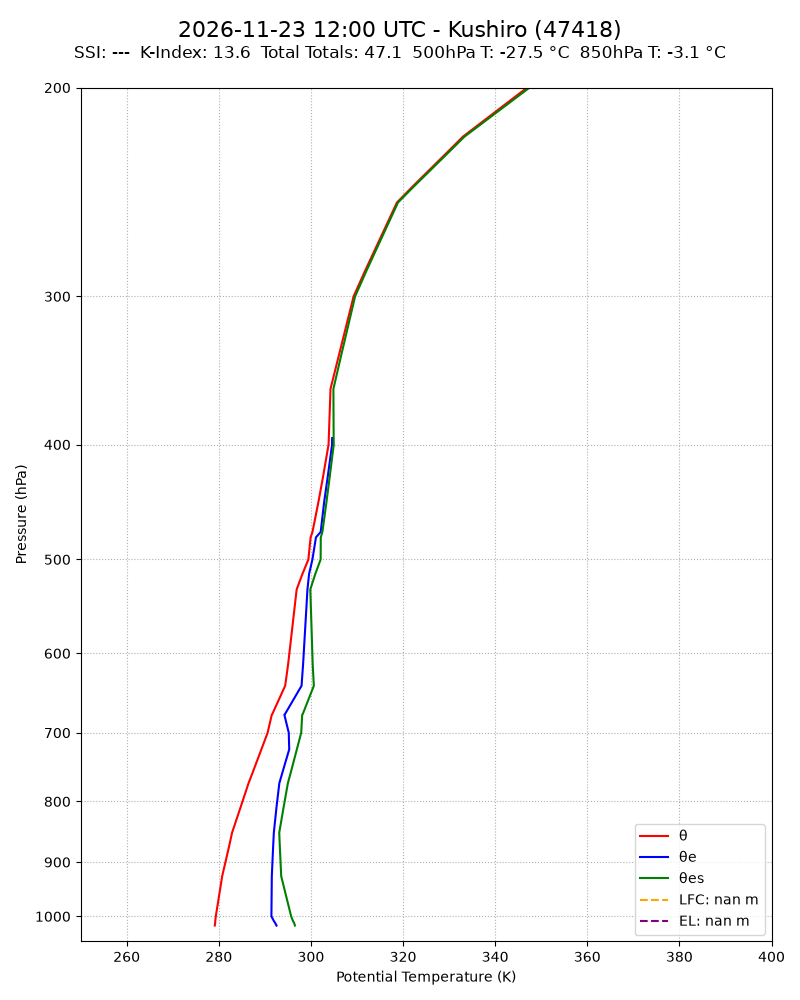 2026-11-23 12:00 UTC - Kushiro (47418)
SSI: ---  K-Index: 13.6  Total Totals: 47.1  500hPa T: -27.5 °C  850hPa T: -3.1 °C
200
300
400
500
600
700
800
900
1000
Pressure (hPa)
θ
θe
θes
LFC: nan m
EL: nan m
260 280 300 320 340 360 380 400
Potential Temperature (K)